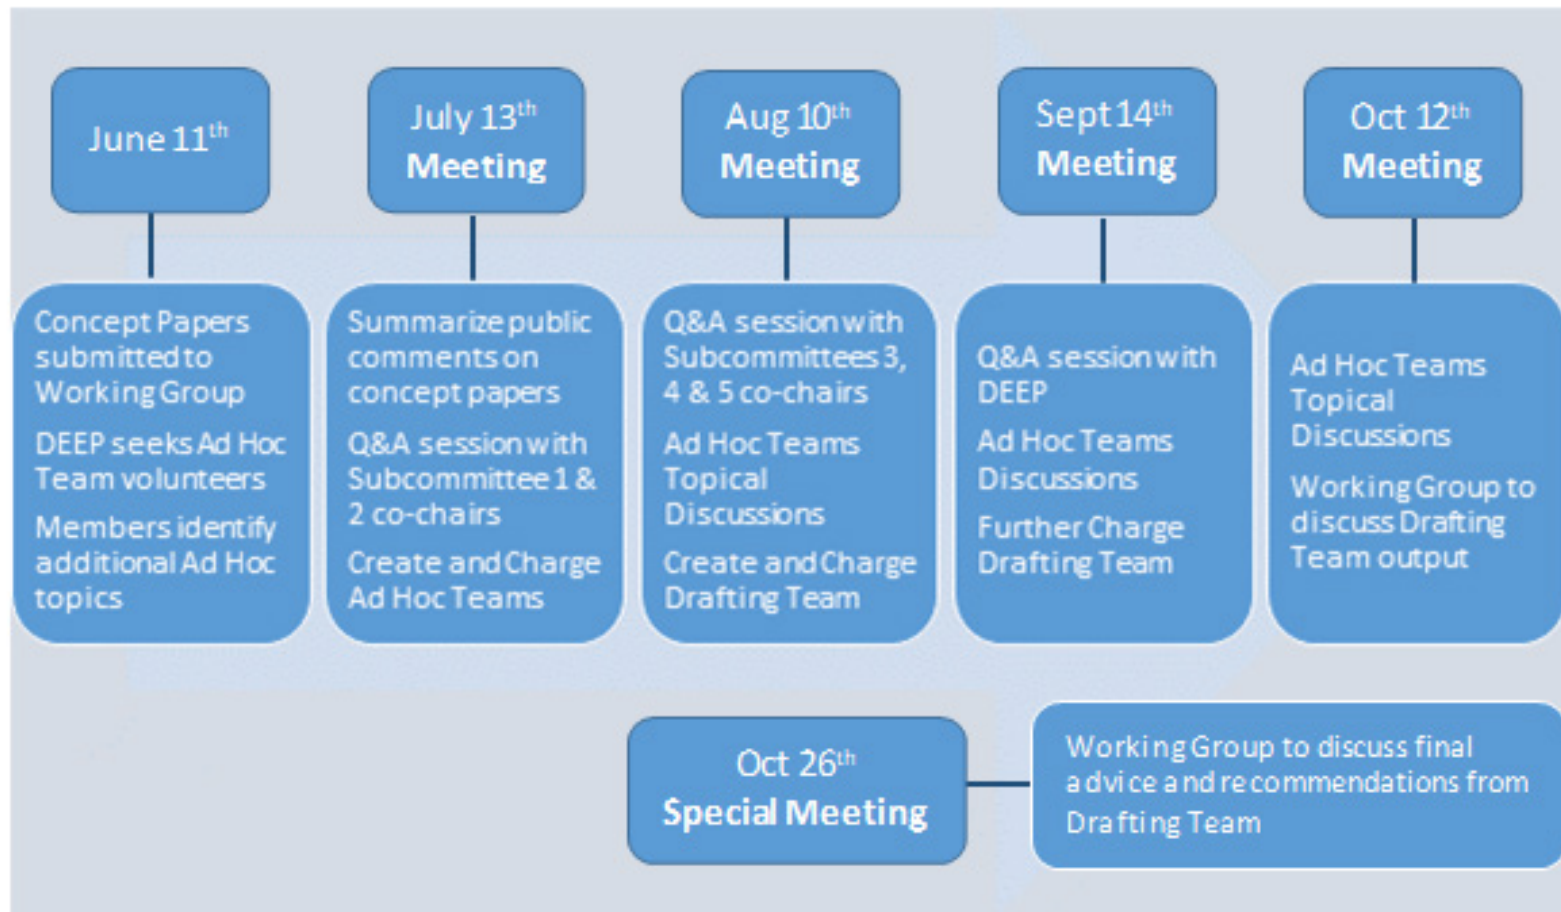 June 11th
July 13th
Meeting
Aug 10th
Meeting
Sept 14th
Meeting
Oct 12th
Meeting
Concept Papers
submitted to
Working Group
DEEP seeks Ad Hoc
Team volunteers
Members identify
additional Ad Hoc
topics
Summarize public
comments on
concept papers
Q&A session with
Subcommittee 1 &
2 co-chairs
Create and Charge
Ad Hoc Teams
Q&A session with
Subcommittees 3,
4 & 5 co-chairs
Ad Hoc Teams
Topical
Discussions
Create and Charge
Drafting Team
Q&A session with
DEEP
Ad Hoc Teams
Discussions
Further Charge
Drafting Team
Ad Hoc Teams
Topical
Discussions
Working Group to
discuss Drafting
Team output
Oct 26th
Special Meeting
Working Group to discuss final
advice and recommendations from
Drafting Team